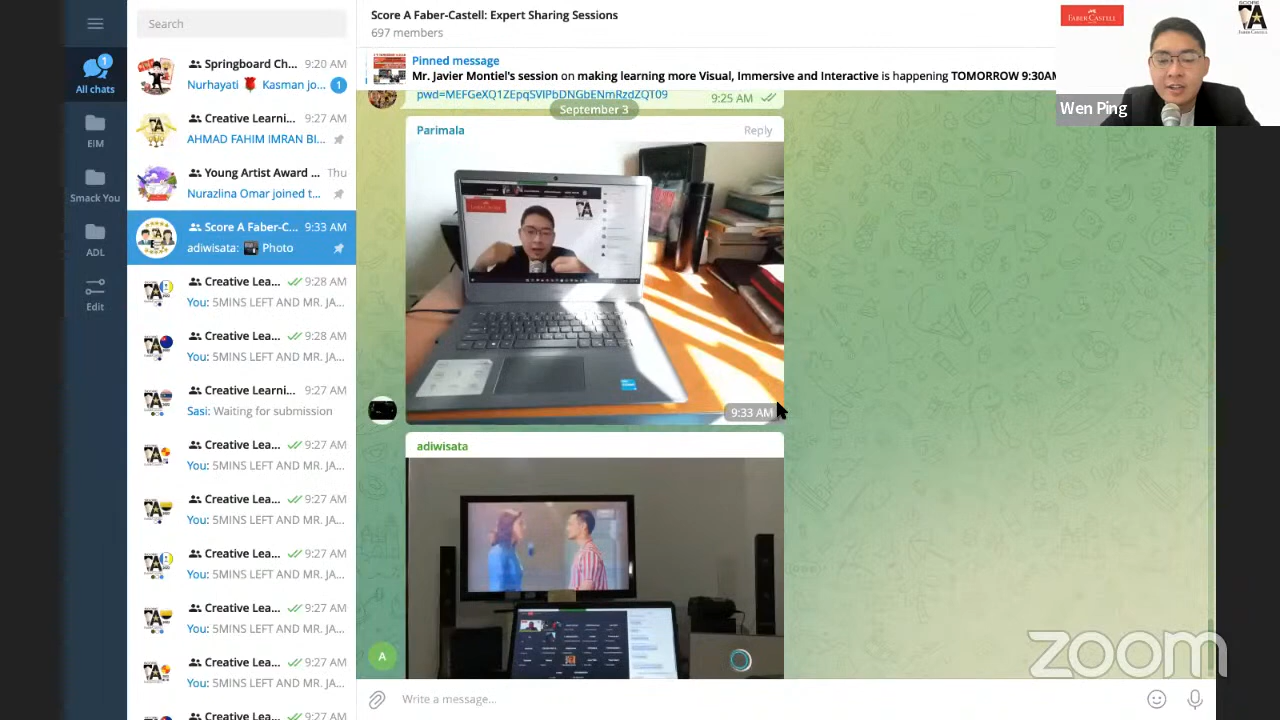 Search
All chats
1
EIM
Smack You
ADL
Edit
Springboard Ch... 9:20 AM
Nurhayati 🌹 Kasman jo... 1
Creative Learni... 9:27 AM
AHMAD FAHIM IMRAN BI...
Young Artist Award ... Thu
Nurazlina Omar joined t...
Score A Faber-C... 9:33 AM
adiwisata: Photo
Creative Lea... 9:28 AM
You: 5MINS LEFT AND MR. JA...
Creative Lea... 9:28 AM
You: 5MINS LEFT AND MR. JA...
Creative Learni... 9:27 AM
Sasi: Waiting for submission
Creative Lea... 9:27 AM
You: 5MINS LEFT AND MR. JA...
Creative Lea... 9:27 AM
You: 5MINS LEFT AND MR. JA...
Creative Lea... 9:27 AM
You: 5MINS LEFT AND MR. JA...
Creative Lea... 9:27 AM
You: 5MINS LEFT AND MR. JA...
Creative Lea... 9:27 AM
You: 5MINS LEFT AND MR. JA...
Creative Lea... 9:27 AM
Score A Faber-Castell: Expert Sharing Sessions
697 members
Pinned message
Mr. Javier Montiel's session on making learning more Visual, Immersive and Interactive is happening TOMORROW 9:30AM
9:25 AM
September 3
Parimala Reply
9:33 AM
adiwisata
A
Write a message...
FABER-CASTELL
Wen Ping
zoom